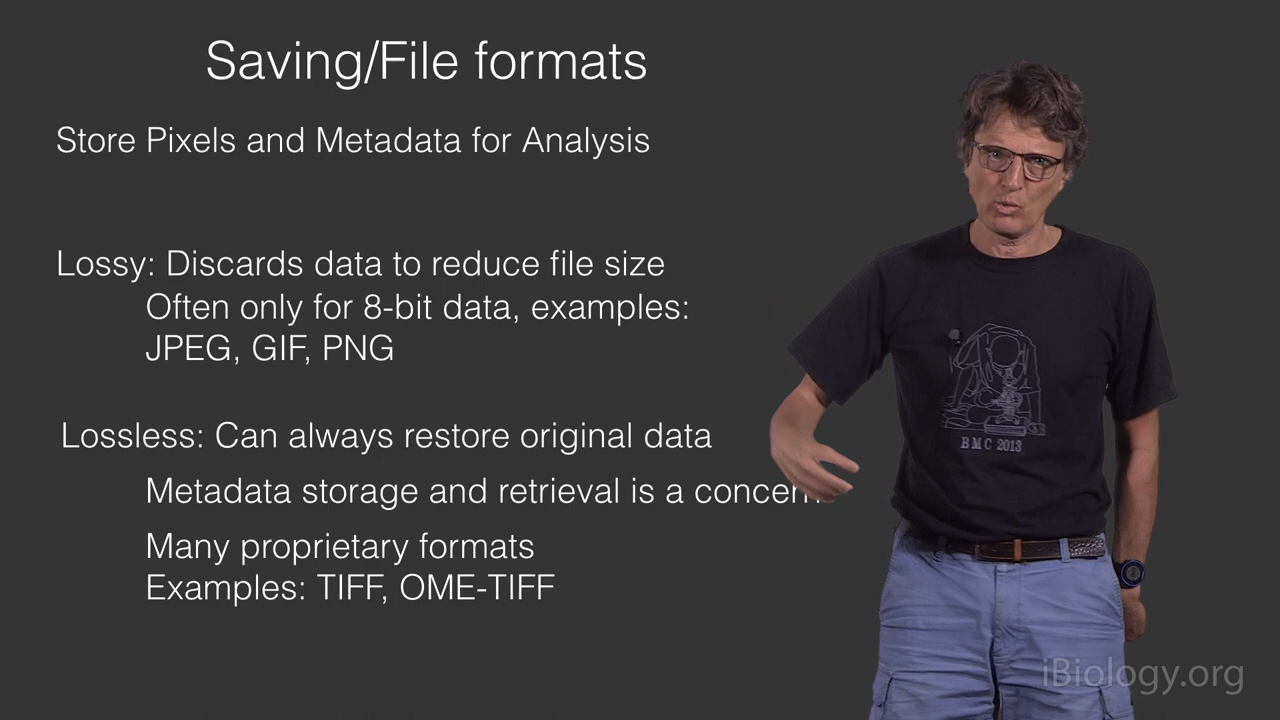 Saving/File formats
Store Pixels and Metadata for Analysis
Lossy: Discards data to reduce file size
Often only for 8-bit data, examples:
JPEG, GIF, PNG
Lossless: Can always restore original data
Metadata storage and retrieval is a concern.
Many proprietary formats
Examples: TIFF, OME-TIFF
BMC 2013
iBiology.org